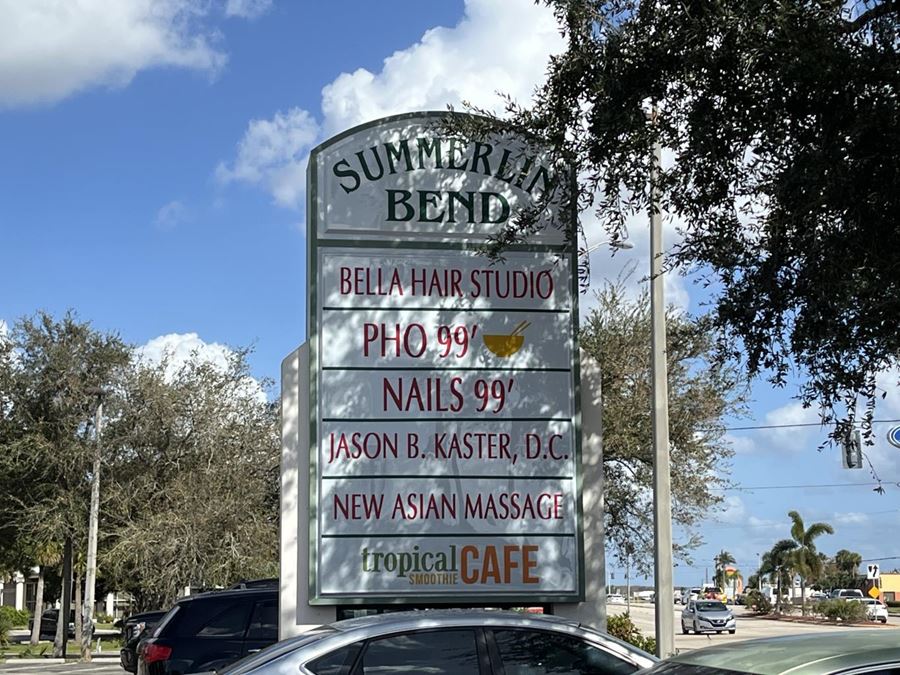 SUMMERLIN
BEND
BELLA HAIR STUDIO
PHO 99'
NAILS 99'
JASON B. KASTER, D.C.
NEW ASIAN MASSAGE
tropical
SMOOTHIE
CAFE